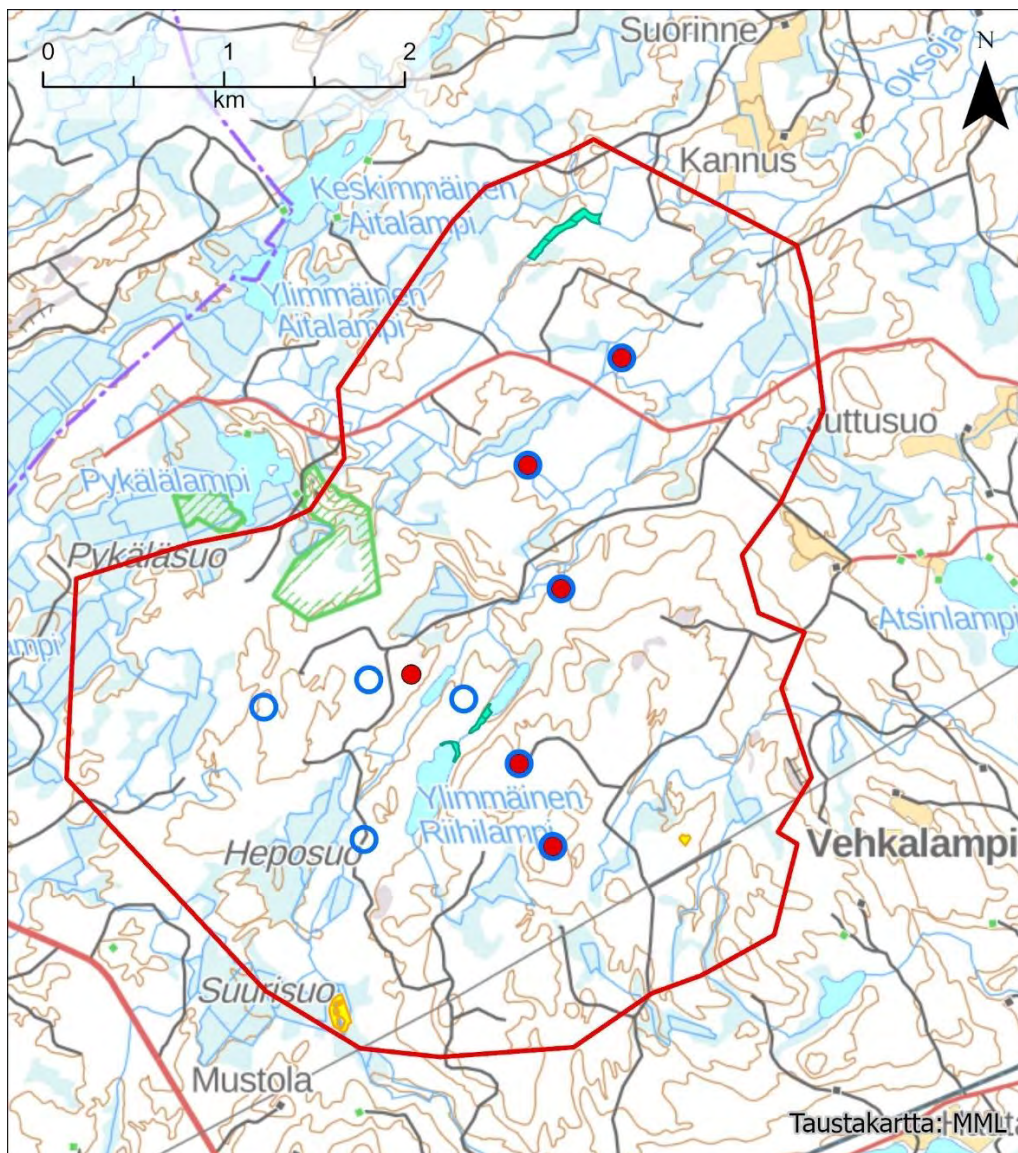 0 1 2
km
N
Suorinne
Oksoja
Kannus
Keskimmäinen
Aitalampi
Ylimmäinen
Aitalampi
Juttusuo
Pykälälampi
Pykäläsuo
Atsinlampi
Ylimmäinen
Riihilampi
Heposuo
Vehkalampi
Suurisuo
Mustola
Taustakartta: MML